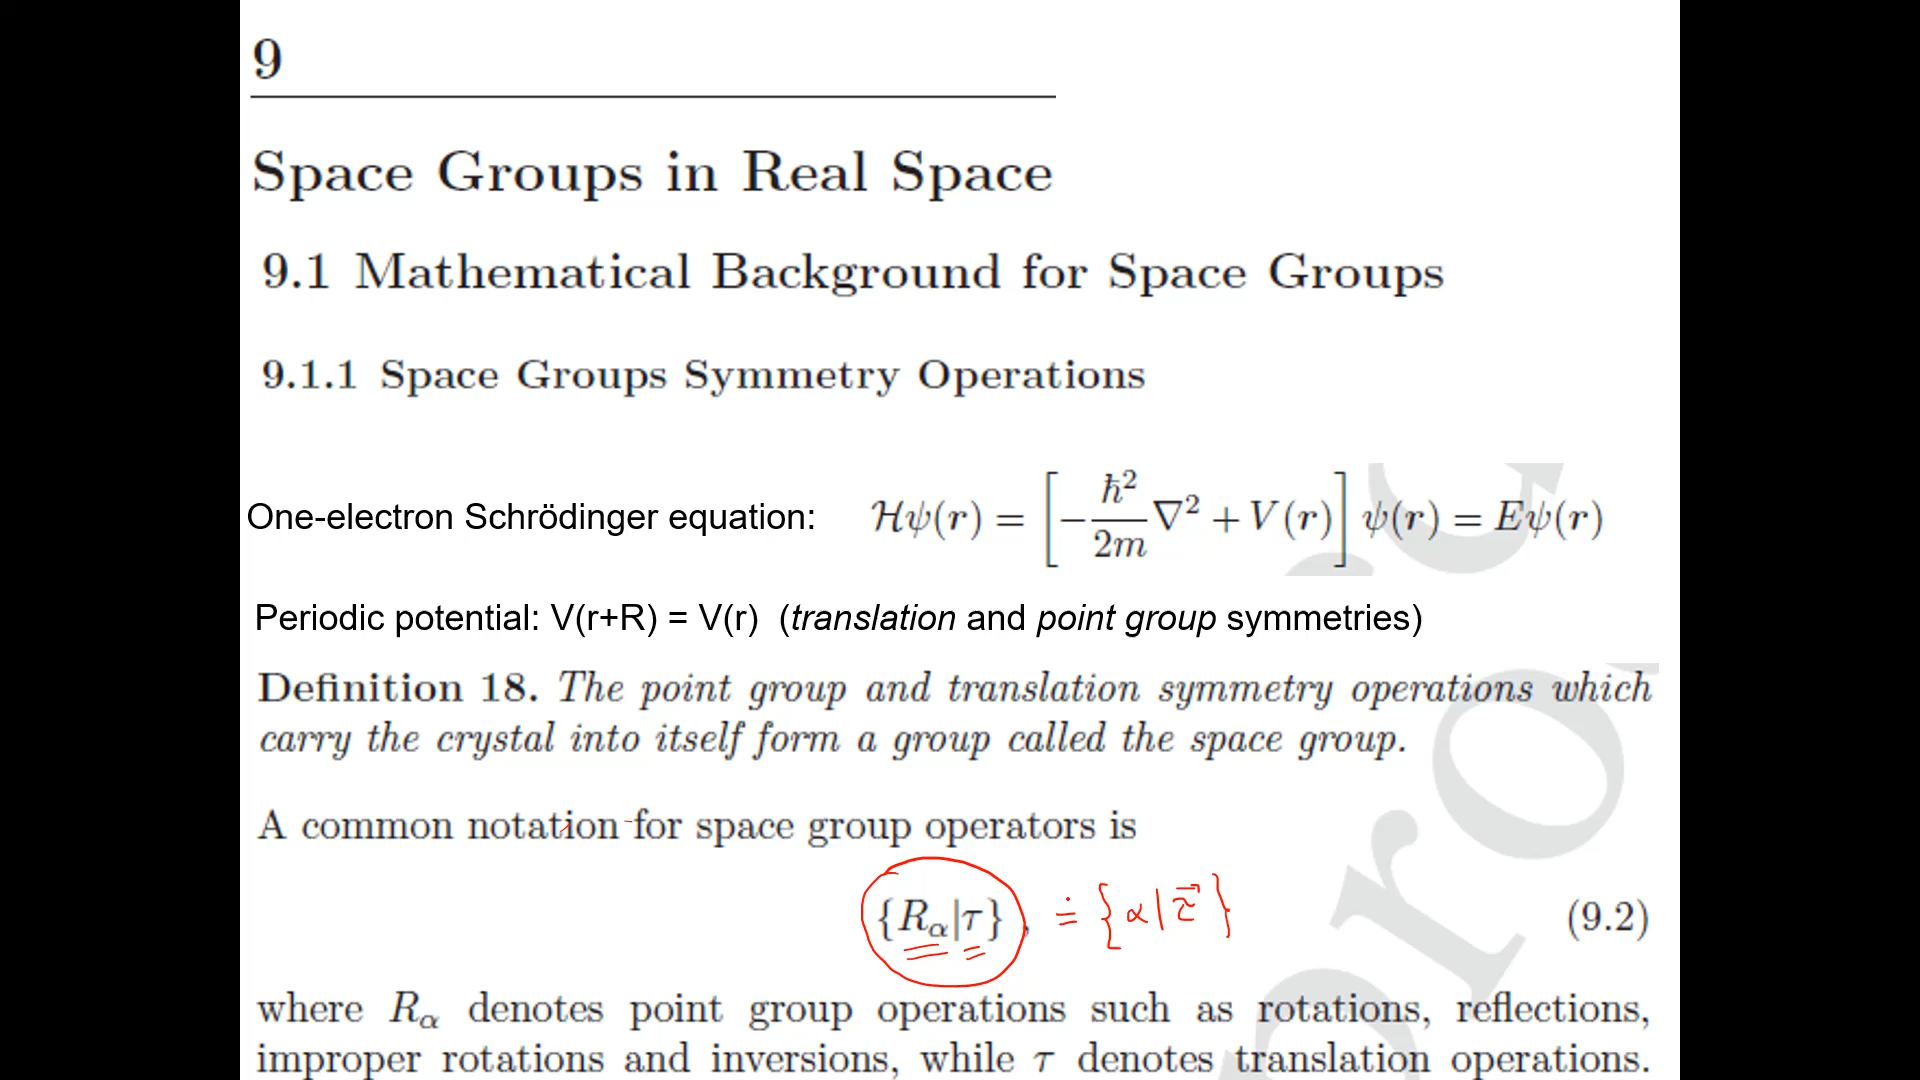 9
Space Groups in Real Space
9.1 Mathematical Background for Space Groups
9.1.1 Space Groups Symmetry Operations
One-electron Schrödinger equation: ℋψ(r) = [−ħ²/2m ∇² + V(r)] ψ(r) = Eψ(r)
Periodic potential: V(r+R) = V(r) (translation and point group symmetries)
Definition 18. The point group and translation symmetry operations which
carry the crystal into itself form a group called the space group.
A common notation for space group operators is
{Rα|τ}, ≐ {α|τ⃗} (9.2)
where Rα denotes point group operations such as rotations, reflections,
improper rotations and inversions, while τ denotes translation operations.